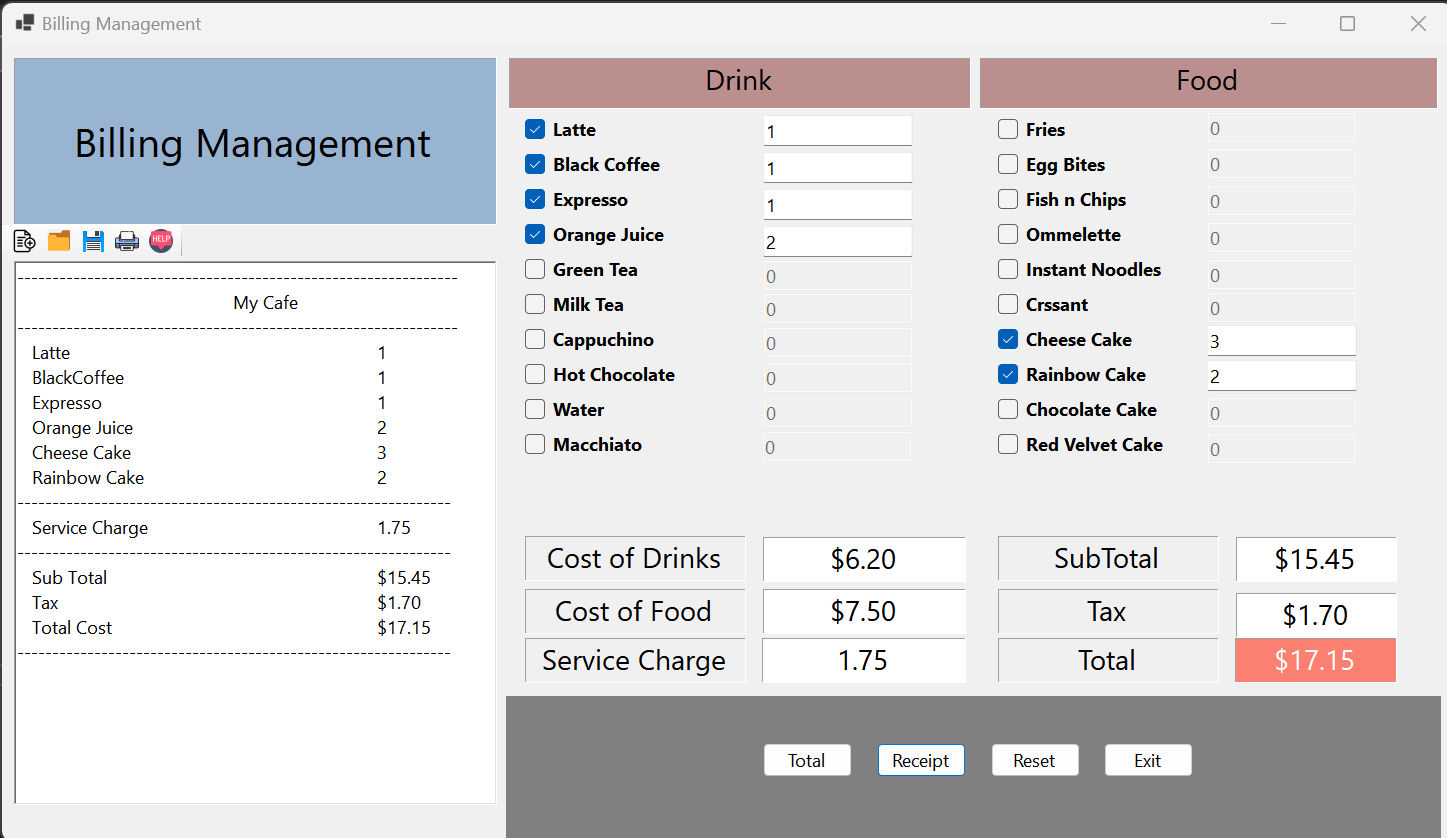 Billing Management
Billing Management
HELP
--------------------------------------------------------------------------------
My Cafe
--------------------------------------------------------------------------------
Latte 1
BlackCoffee 1
Expresso 1
Orange Juice 2
Cheese Cake 3
Rainbow Cake 2
--------------------------------------------------------------------------------
Service Charge 1.75
--------------------------------------------------------------------------------
Sub Total $15.45
Tax $1.70
Total Cost $17.15
--------------------------------------------------------------------------------
Drink
Latte 1
Black Coffee 1
Expresso 1
Orange Juice 2
Green Tea 0
Milk Tea 0
Cappuchino 0
Hot Chocolate 0
Water 0
Macchiato 0
Food
Fries 0
Egg Bites 0
Fish n Chips 0
Ommelette 0
Instant Noodles 0
Crssant 0
Cheese Cake 3
Rainbow Cake 2
Chocolate Cake 0
Red Velvet Cake 0
Cost of Drinks $6.20
Cost of Food $7.50
Service Charge 1.75
SubTotal $15.45
Tax $1.70
Total $17.15
Total Receipt Reset Exit